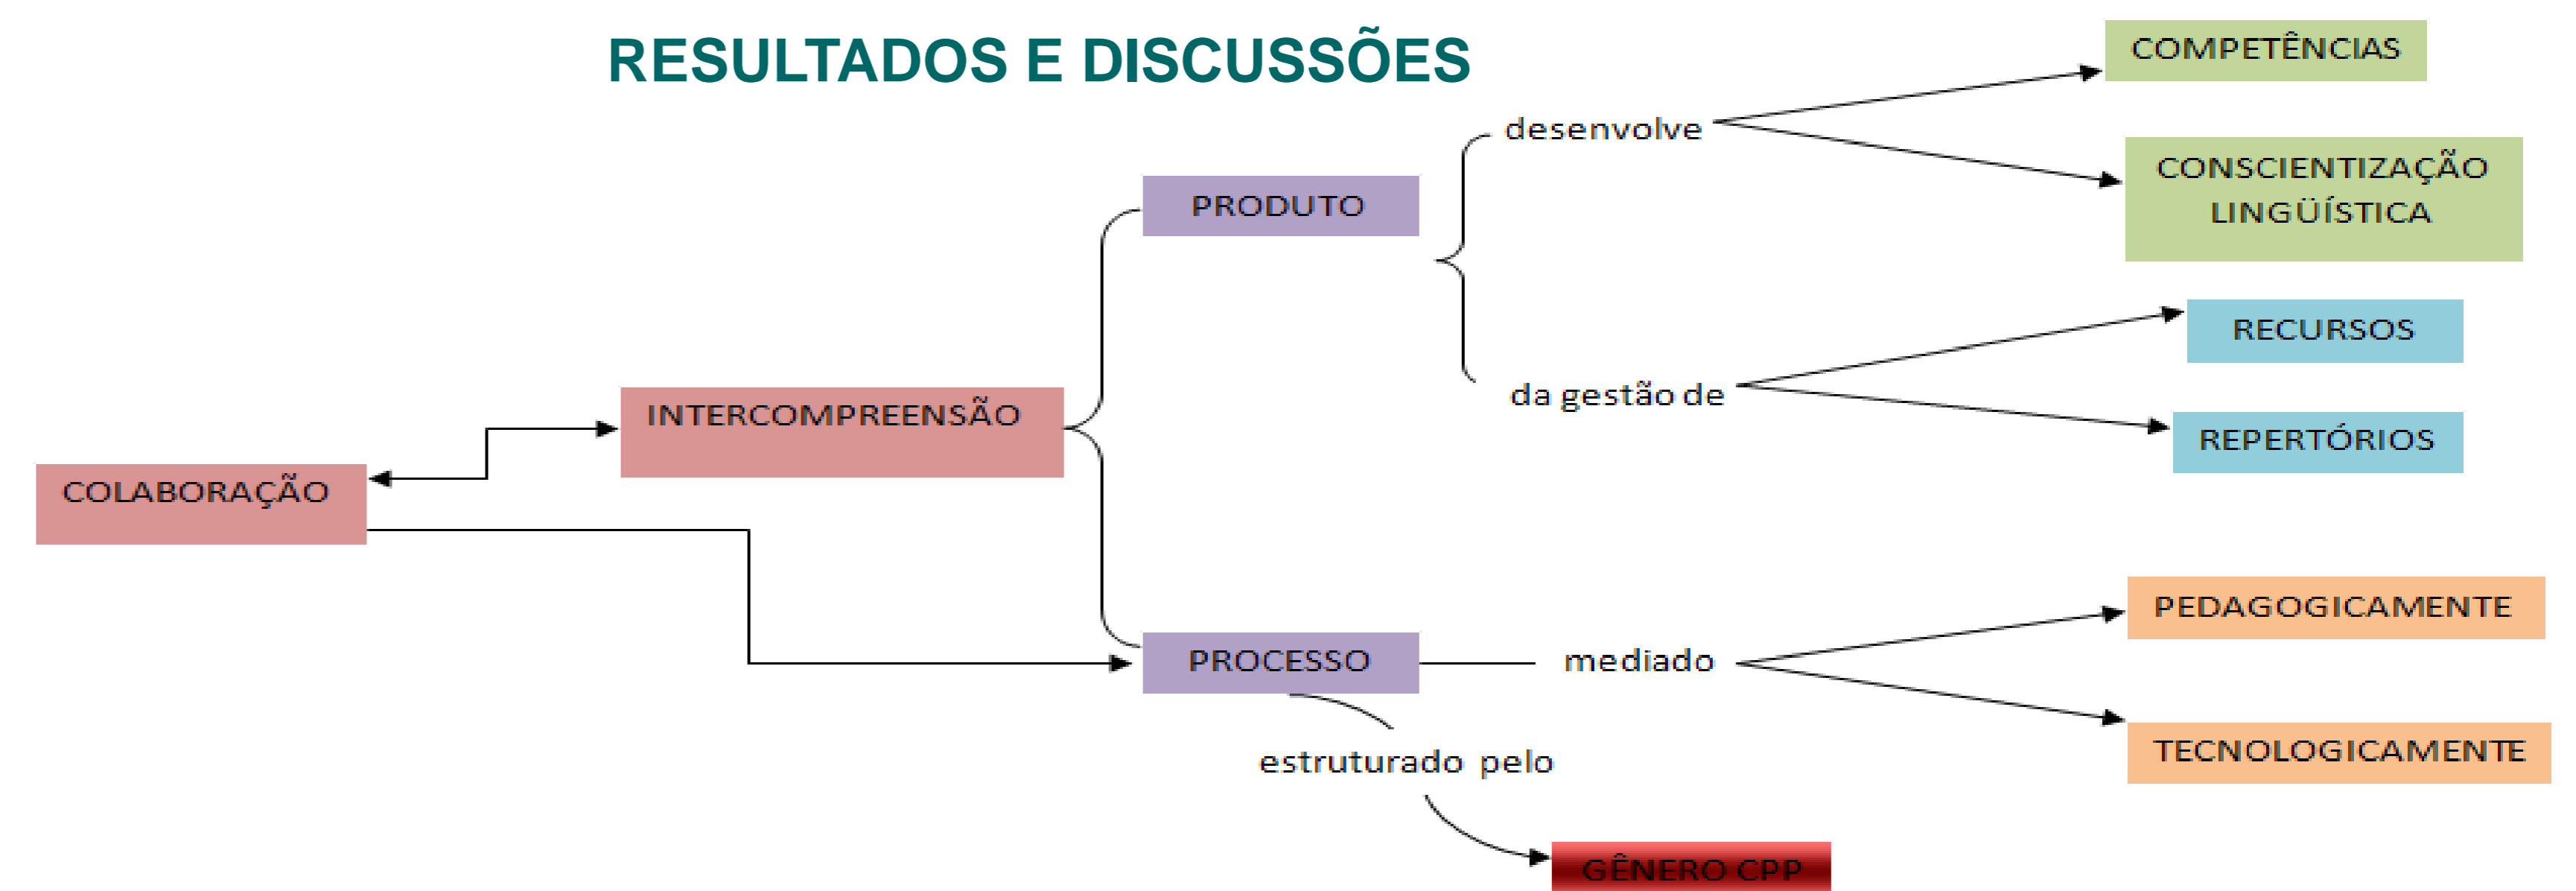 RESULTADOS E DISCUSSÕES
COMPETÊNCIAS
desenvolve
CONSCIENTIZAÇÃO
LINGÜÍSTICA
PRODUTO
RECURSOS
da gestão de
REPERTÓRIOS
INTERCOMPREENSÃO
COLABORAÇÃO
PEDAGOGICAMENTE
PROCESSO
mediado
TECNOLOGICAMENTE
estruturado pelo
GÊNERO CPP